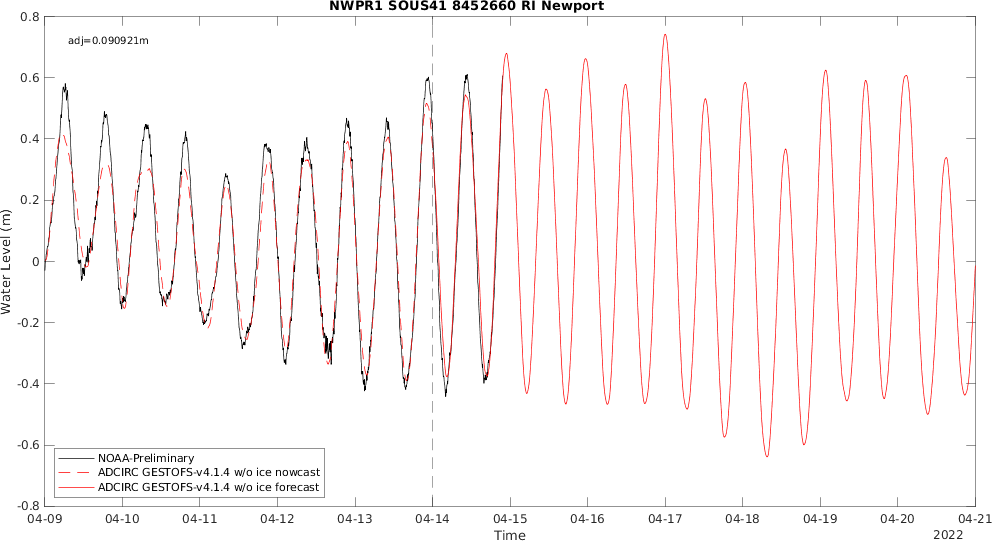 NWPR1 SOUS41 8452660 RI Newport
adj=0.090921m
0.8
0.6
0.4
0.2
0
-0.2
-0.4
-0.6
-0.8
Water Level (m)
NOAA-Preliminary
ADCIRC GESTOFS-v4.1.4 w/o ice nowcast
ADCIRC GESTOFS-v4.1.4 w/o ice forecast
04-09 04-10 04-11 04-12 04-13 04-14 04-15 04-16 04-17 04-18 04-19 04-20 04-21
Time
2022